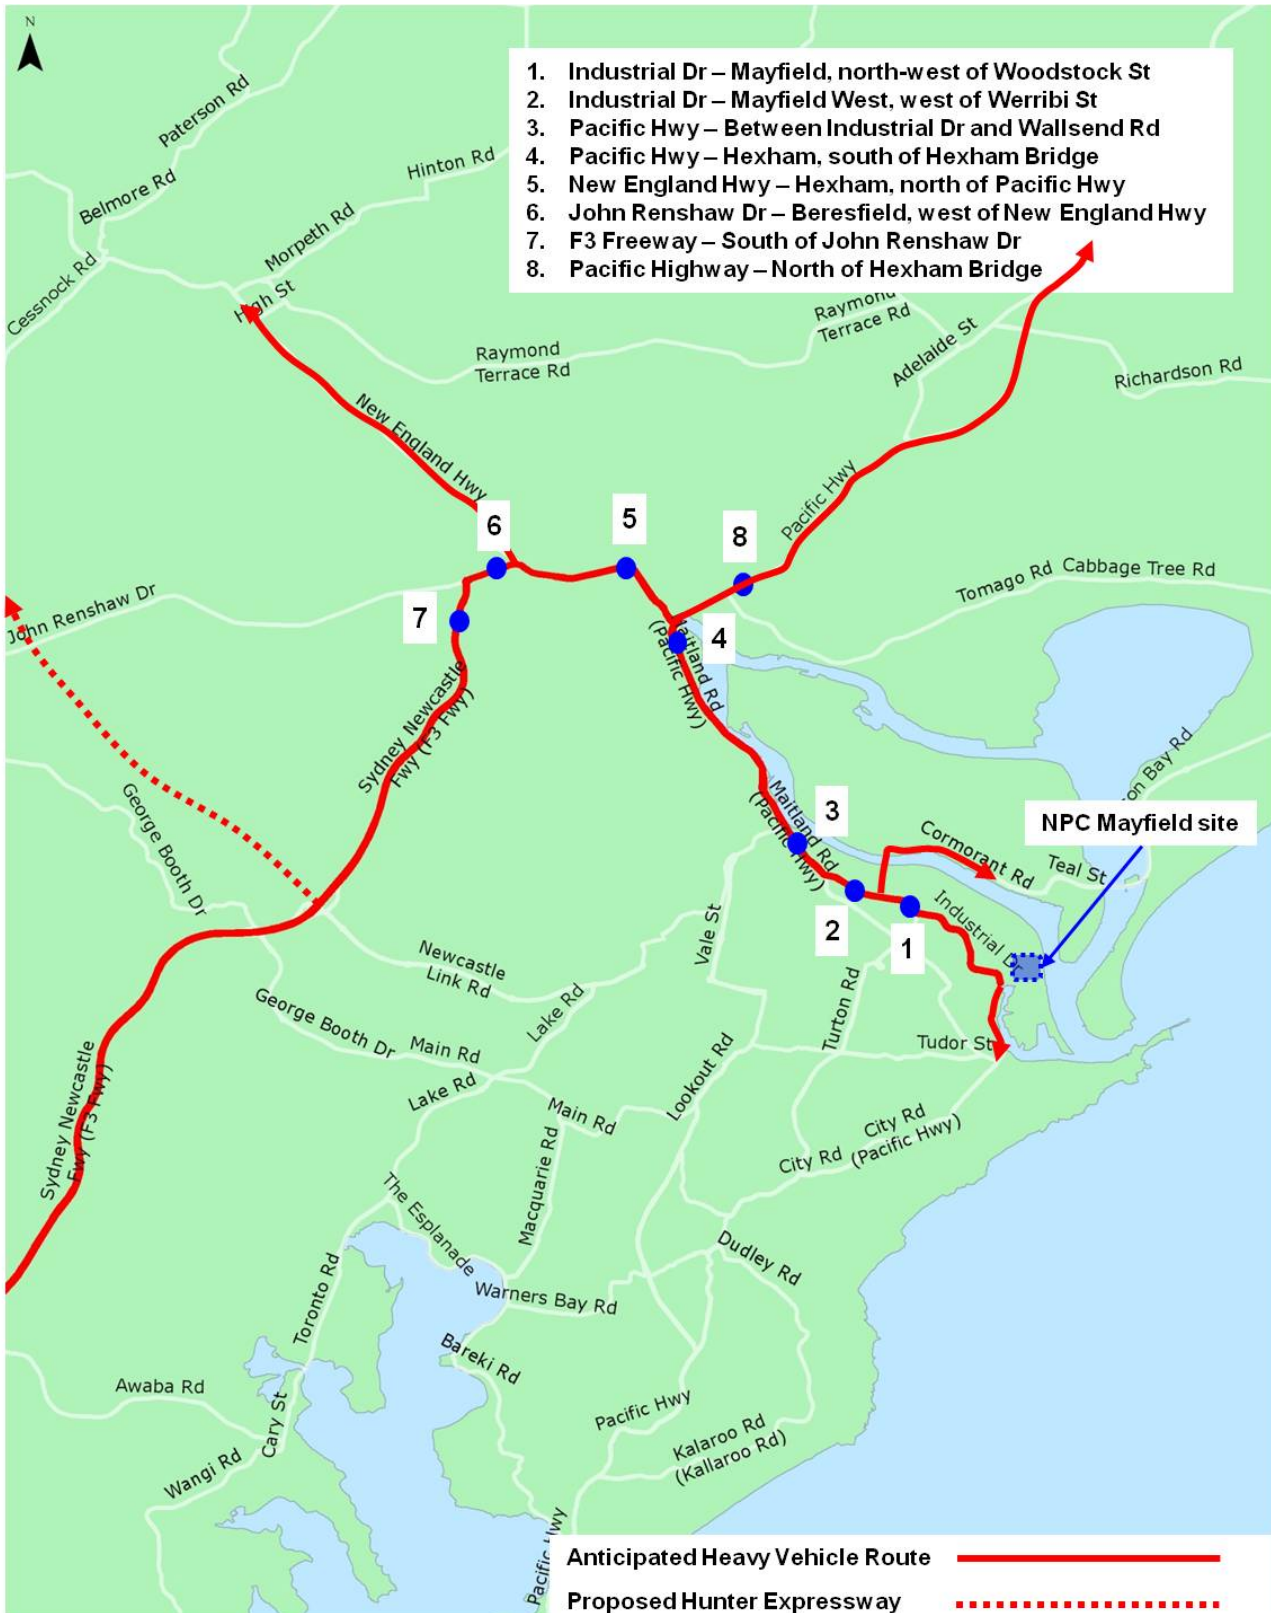 N
1. Industrial Dr – Mayfield, north-west of Woodstock St
2. Industrial Dr – Mayfield West, west of Werribi St
3. Pacific Hwy – Between Industrial Dr and Wallsend Rd
4. Pacific Hwy – Hexham, south of Hexham Bridge
5. New England Hwy – Hexham, north of Pacific Hwy
6. John Renshaw Dr – Beresfield, west of New England Hwy
7. F3 Freeway – South of John Renshaw Dr
8. Pacific Highway – North of Hexham Bridge
Paterson Rd
Hinton Rd
Belmore Rd
Morpeth Rd
Cessnock Rd
High St
Raymond
Terrace Rd
Raymond
Terrace Rd
Adelaide St
Richardson Rd
New England Hwy
Pacific Hwy
6
5
8
Tomago Rd
Cabbage Tree Rd
John Renshaw Dr
7
4
Maitland Rd
(Pacific Hwy)
Sydney Newcastle
Fwy (F3 Fwy)
on Bay Rd
George Booth Dr
Maitland Rd
(Pacific Hwy)
3
NPC Mayfield site
Cormorant Rd
Teal St
Industrial Dr
2
1
Vale St
Newcastle
Link Rd
Lake Rd
Turton Rd
George Booth Dr
Main Rd
Tudor St
Lookout Rd
Lake Rd
Main Rd
City Rd
(Pacific Hwy)
City Rd
Sydney Newcastle
Fwy (F3 Fwy)
Macquarie Rd
The Esplanade
Dudley Rd
Toronto Rd
Warners Bay Rd
Bareki Rd
Awaba Rd
Cary St
Pacific Hwy
Kalaroo Rd
(Kallaroo Rd)
Wangi Rd
Pacific Hwy
Anticipated Heavy Vehicle Route
Proposed Hunter Expressway